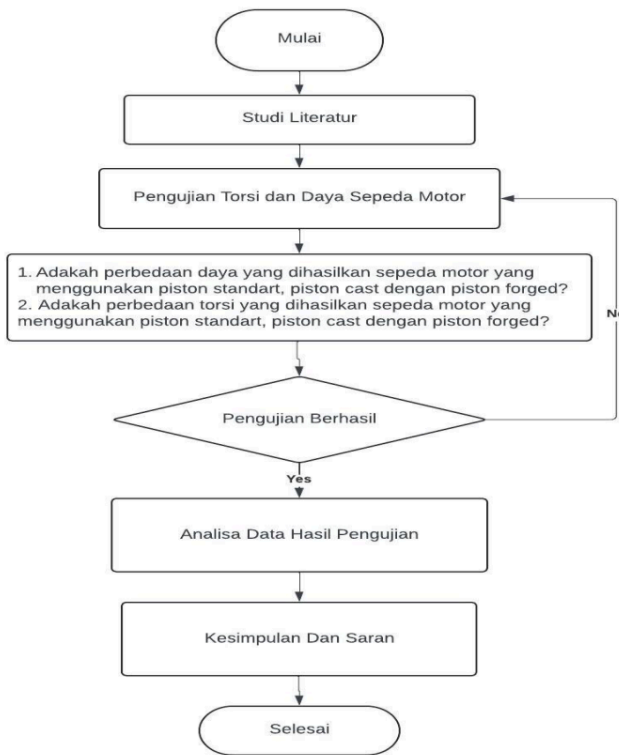 Mulai
Studi Literatur
Pengujian Torsi dan Daya Sepeda Motor
1. Adakah perbedaan daya yang dihasilkan sepeda motor yang
menggunakan piston standart, piston cast dengan piston forged?
2. Adakah perbedaan torsi yang dihasilkan sepeda motor yang
menggunakan piston standart, piston cast dengan piston forged?
No
Pengujian Berhasil
Yes
Analisa Data Hasil Pengujian
Kesimpulan Dan Saran
Selesai